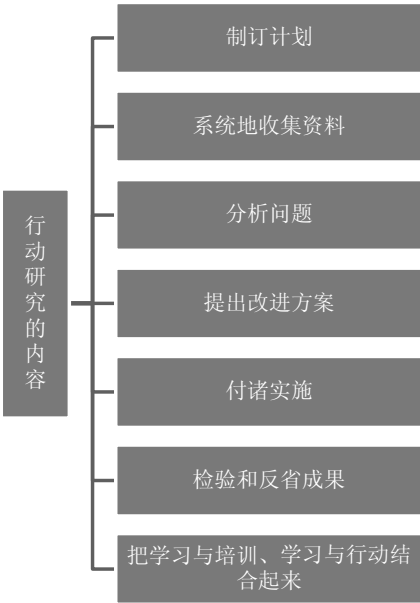 行动研究的内容
制订计划
系统地收集资料
分析问题
提出改进方案
付诸实施
检验和反省成果
把学习与培训、学习与行动结
合起来